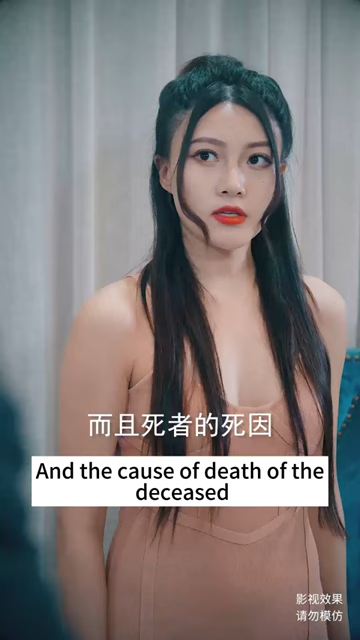 而且死者的死因
And the cause of death of the
deceased
影视效果
请勿模仿